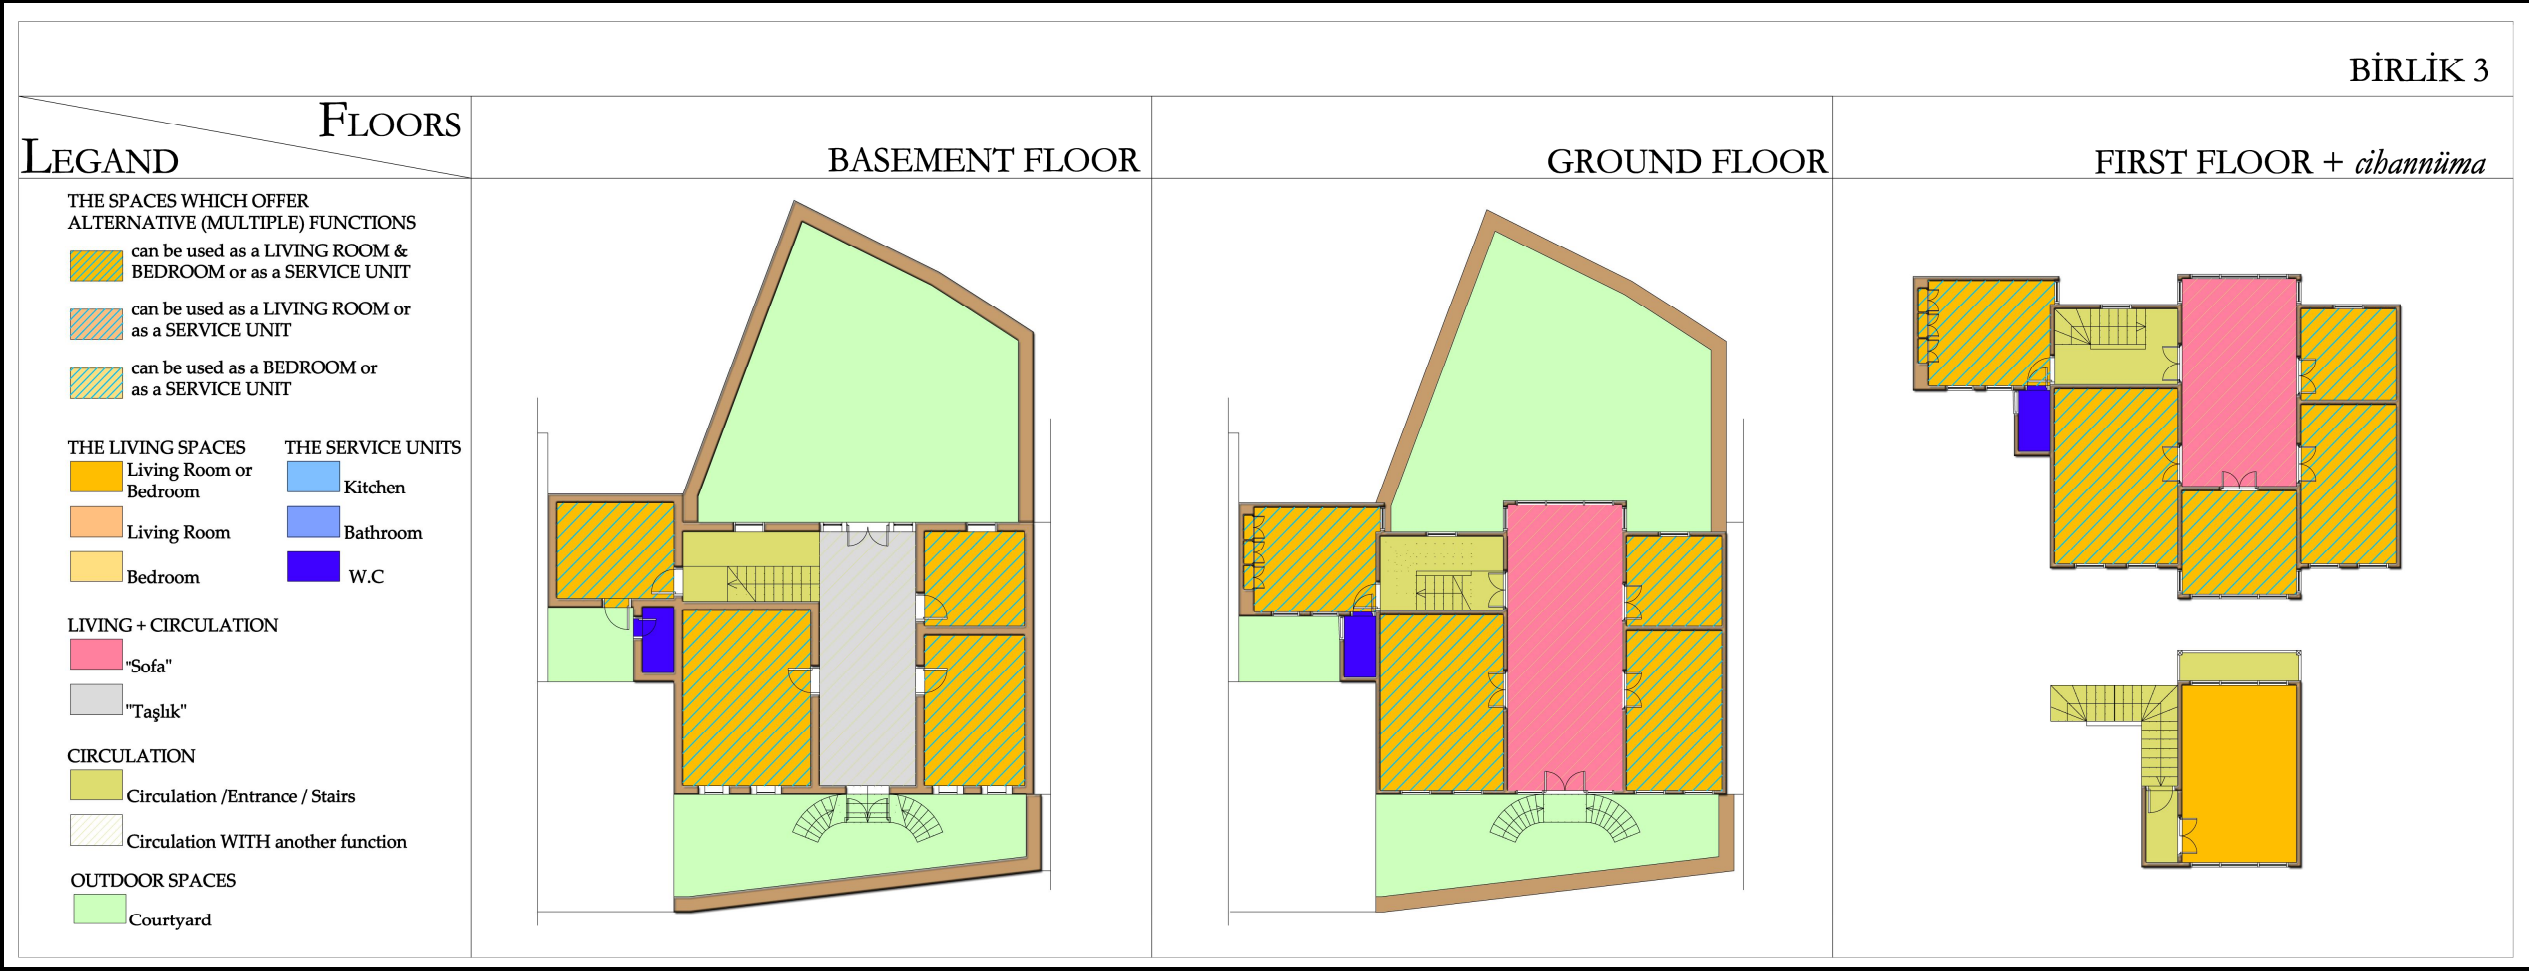 BİRLİK 3
FLOORS
LEGAND
BASEMENT FLOOR
GROUND FLOOR
FIRST FLOOR + cihannüma
THE SPACES WHICH OFFER
ALTERNATIVE (MULTIPLE) FUNCTIONS
can be used as a LIVING ROOM &
BEDROOM or as a SERVICE UNIT
can be used as a LIVING ROOM or
as a SERVICE UNIT
can be used as a BEDROOM or
as a SERVICE UNIT
THE LIVING SPACES
Living Room or
Bedroom
Living Room
Bedroom
THE SERVICE UNITS
Kitchen
Bathroom
W.C
LIVING + CIRCULATION
"Sofa"
"Taşlık"
CIRCULATION
Circulation /Entrance / Stairs
Circulation WITH another function
OUTDOOR SPACES
Courtyard